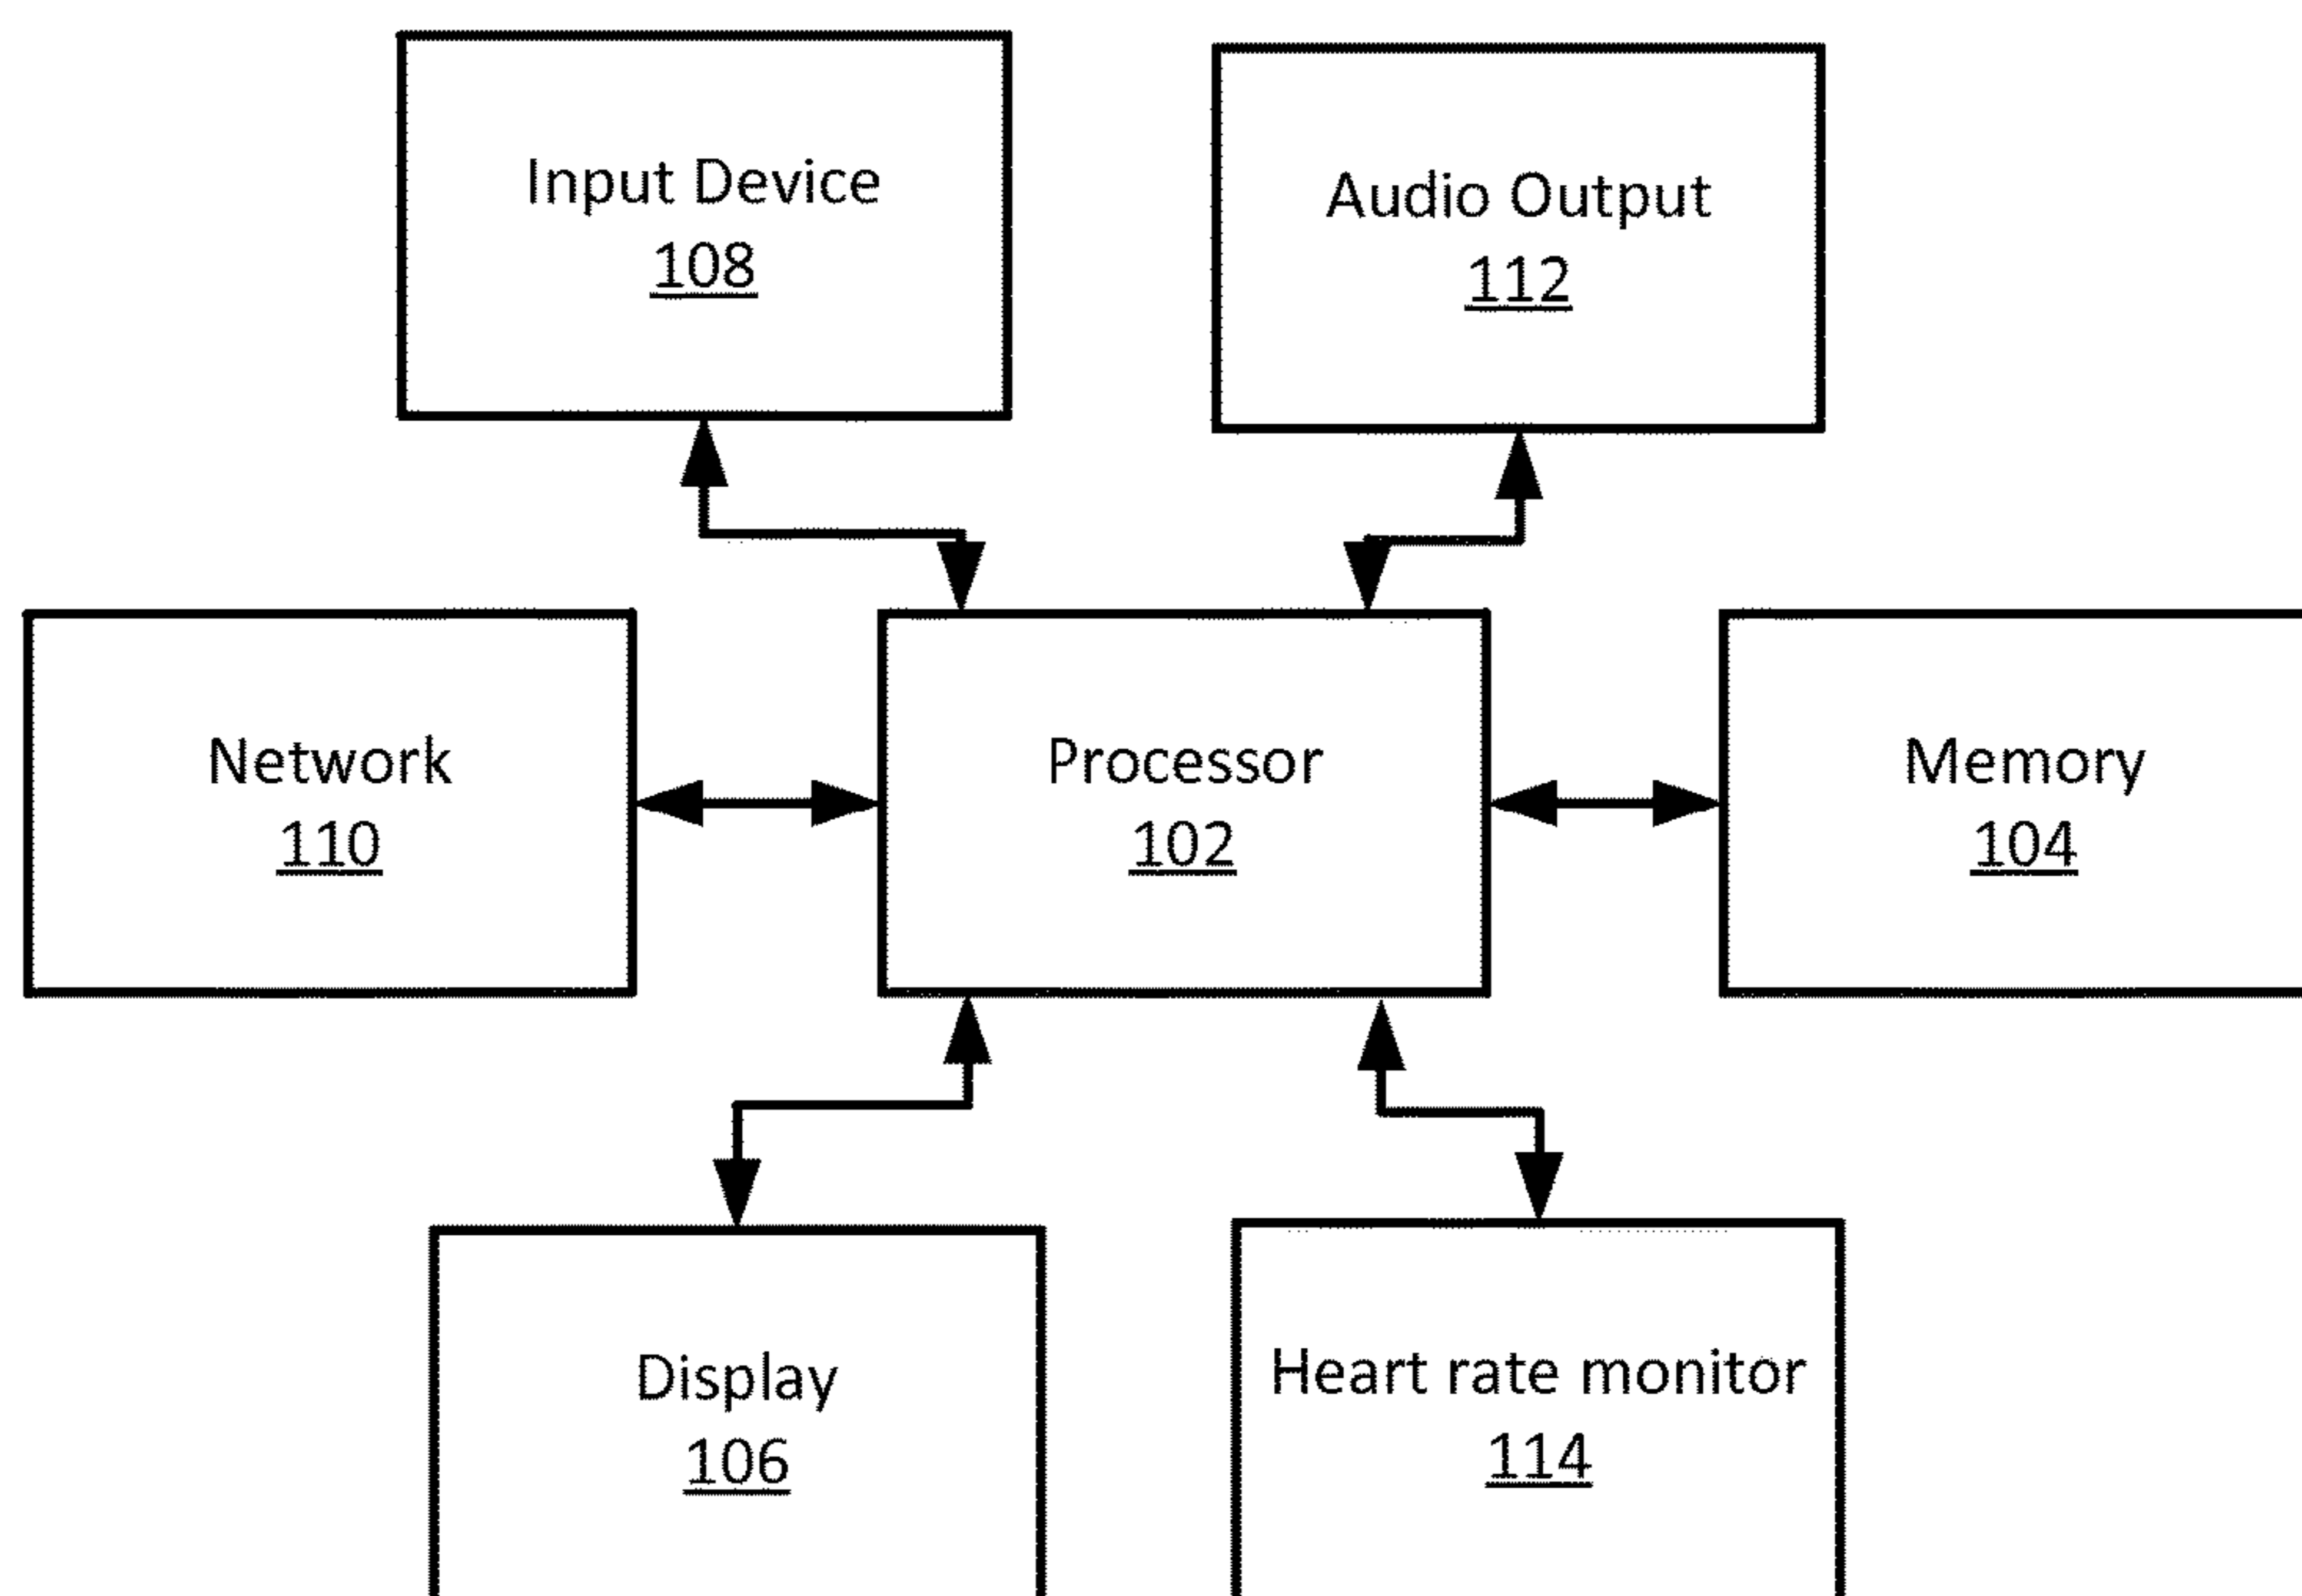 Input Device
108
Audio Output
112
Network
110
Processor
102
Memory
104
Display
106
Heart rate monitor
114